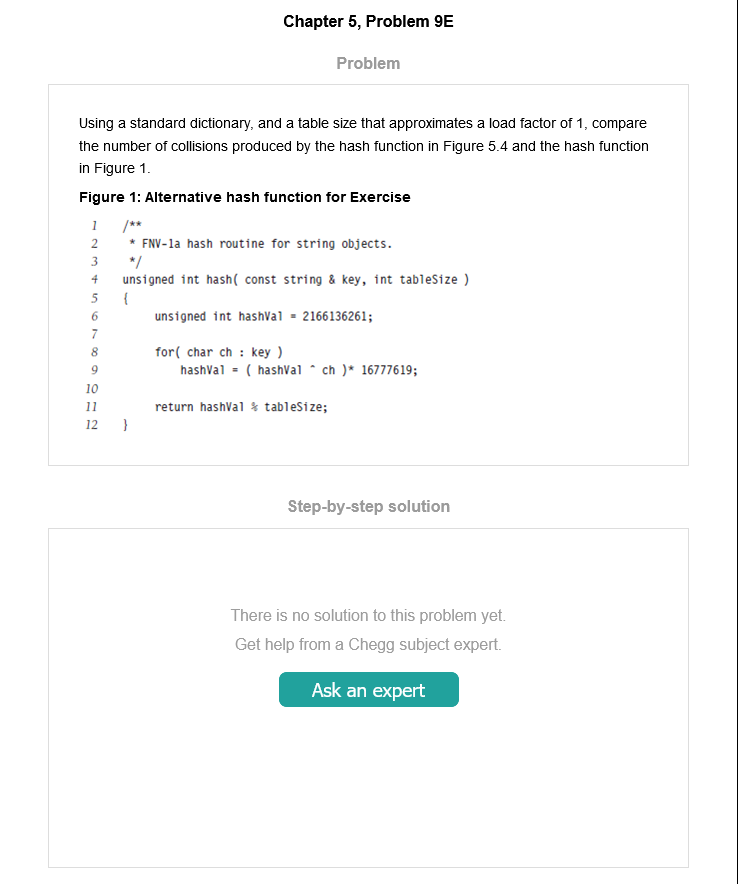 Chapter 5, Problem 9E
Problem
Using a standard dictionary, and a table size that approximates a load factor of 1, compare
the number of collisions produced by the hash function in Figure 5.4 and the hash function
in Figure 1.
Figure 1: Alternative hash function for Exercise
1 /**
2 * FNV-1a hash routine for string objects.
3 */
4 unsigned int hash( const string & key, int tableSize )
5 {
6 unsigned int hashVal = 2166136261;
7
8 for( char ch : key )
9 hashVal = ( hashVal ^ ch )* 16777619;
10
11 return hashVal % tableSize;
12 }
Step-by-step solution
There is no solution to this problem yet.
Get help from a Chegg subject expert.
Ask an expert